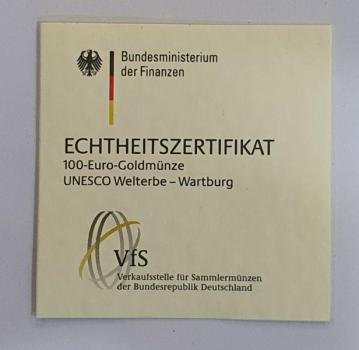 Bundesministerium
der Finanzen
ECHTHEITSZERTIFIKAT
100-Euro-Goldmünze
UNESCO Welterbe – Wartburg
VfS
Verkaufsstelle für Sammlermünzen
der Bundesrepublik Deutschland